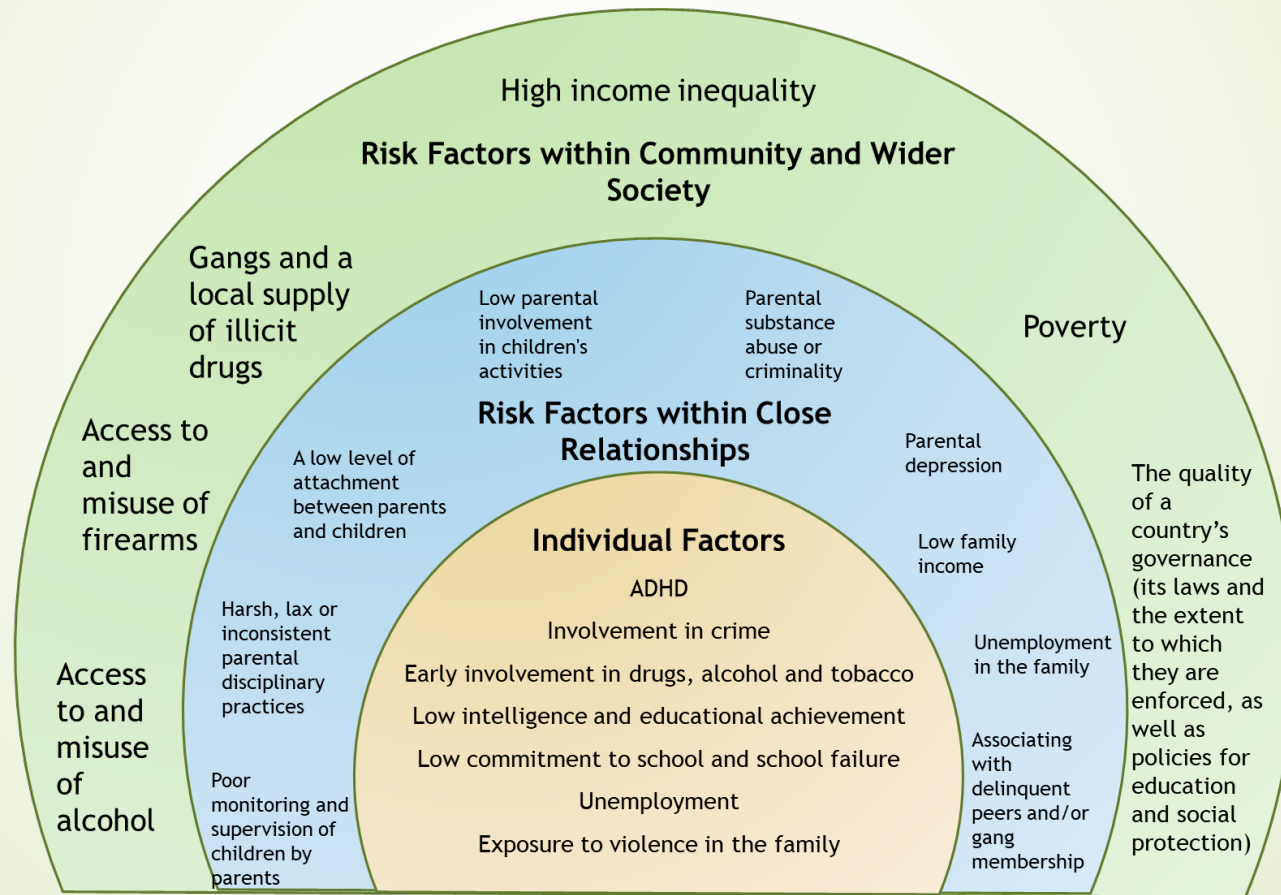 High income inequality
Risk Factors within Community and Wider
Society
Gangs and a
local supply
of illicit
drugs
Access to
and
misuse of
firearms
Access
to and
misuse
of
alcohol
Poverty
The quality
of a
country’s
governance
(its laws and
the extent
to which
they are
enforced, as
well as
policies for
education
and social
protection)
Low parental
involvement
in children's
activities
Parental
substance
abuse or
criminality
Risk Factors within Close
Relationships
A low level of
attachment
between parents
and children
Harsh, lax or
inconsistent
parental
disciplinary
practices
Poor
monitoring and
supervision of
children by
parents
Parental
depression
Low family
income
Unemployment
in the family
Associating
with
delinquent
peers and/or
gang
membership
Individual Factors
ADHD
Involvement in crime
Early involvement in drugs, alcohol and tobacco
Low intelligence and educational achievement
Low commitment to school and school failure
Unemployment
Exposure to violence in the family